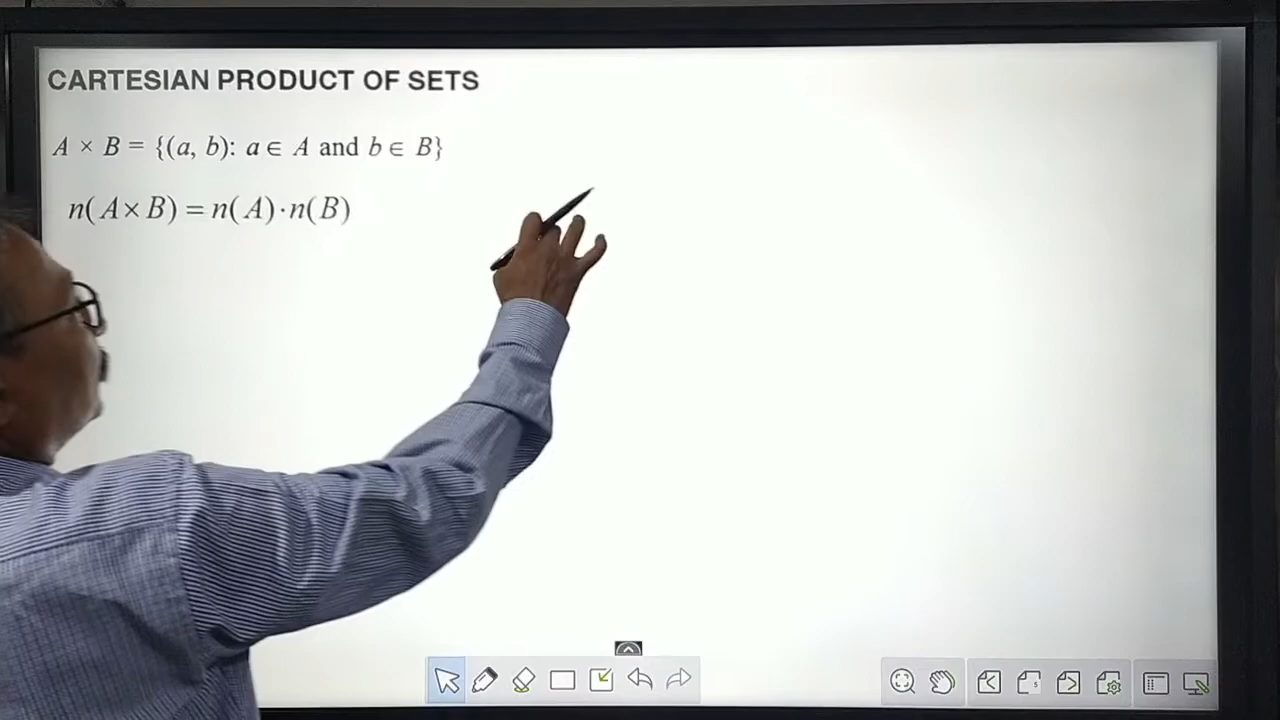 CARTESIAN PRODUCT OF SETS
A × B = {(a, b): a ∈ A and b ∈ B}
n(A×B) = n(A)·n(B)